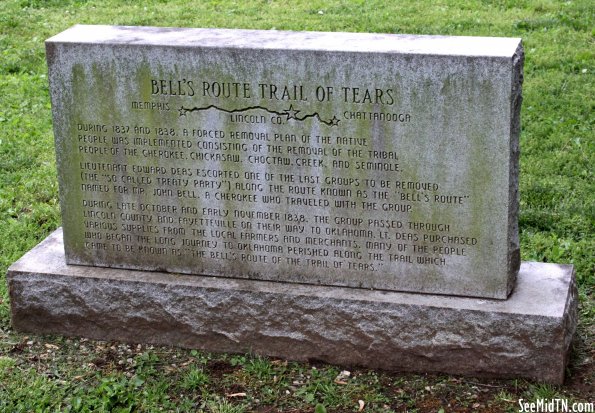 BELL'S ROUTE TRAIL OF TEARS
MEMPHIS
LINCOLN CO.
CHATTANOOGA
DURING 1837 AND 1838, A FORCED REMOVAL PLAN OF THE NATIVE
PEOPLE WAS IMPLEMENTED CONSISTING OF THE REMOVAL OF THE TRIBAL
PEOPLE OF THE CHEROKEE, CHICKASAW, CHOCTAW, CREEK, AND SEMINOLE.
LIEUTENANT EDWARD DEAS ESCORTED ONE OF THE LAST GROUPS TO BE REMOVED
(THE "SO CALLED TREATY PARTY") ALONG THE ROUTE KNOWN AS THE "BELL'S ROUTE"
NAMED FOR MR. JOHN BELL, A CHEROKEE WHO TRAVELED WITH THE GROUP.
DURING LATE OCTOBER AND EARLY NOVEMBER 1838, THE GROUP PASSED THROUGH
LINCOLN COUNTY AND FAYETTEVILLE ON THEIR WAY TO OKLAHOMA. LT. DEAS PURCHASED
VARIOUS SUPPLIES FROM THE LOCAL FARMERS AND MERCHANTS. MANY OF THE PEOPLE
WHO BEGAN THE LONG JOURNEY TO OKLAHOMA PERISHED ALONG THE TRAIL WHICH
CAME TO BE KNOWN AS "THE BELL'S ROUTE OF THE TRAIL OF TEARS."
SeeMidTN.com